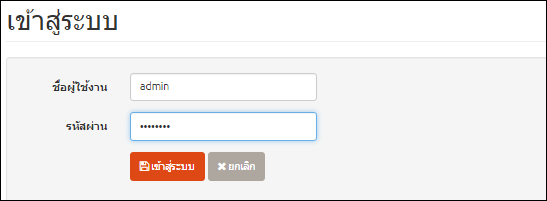 เข้าสู่ระบบ
ชื่อผู้ใช้งาน admin
รหัสผ่าน ••••••••
เข้าสู่ระบบ ยกเลิก